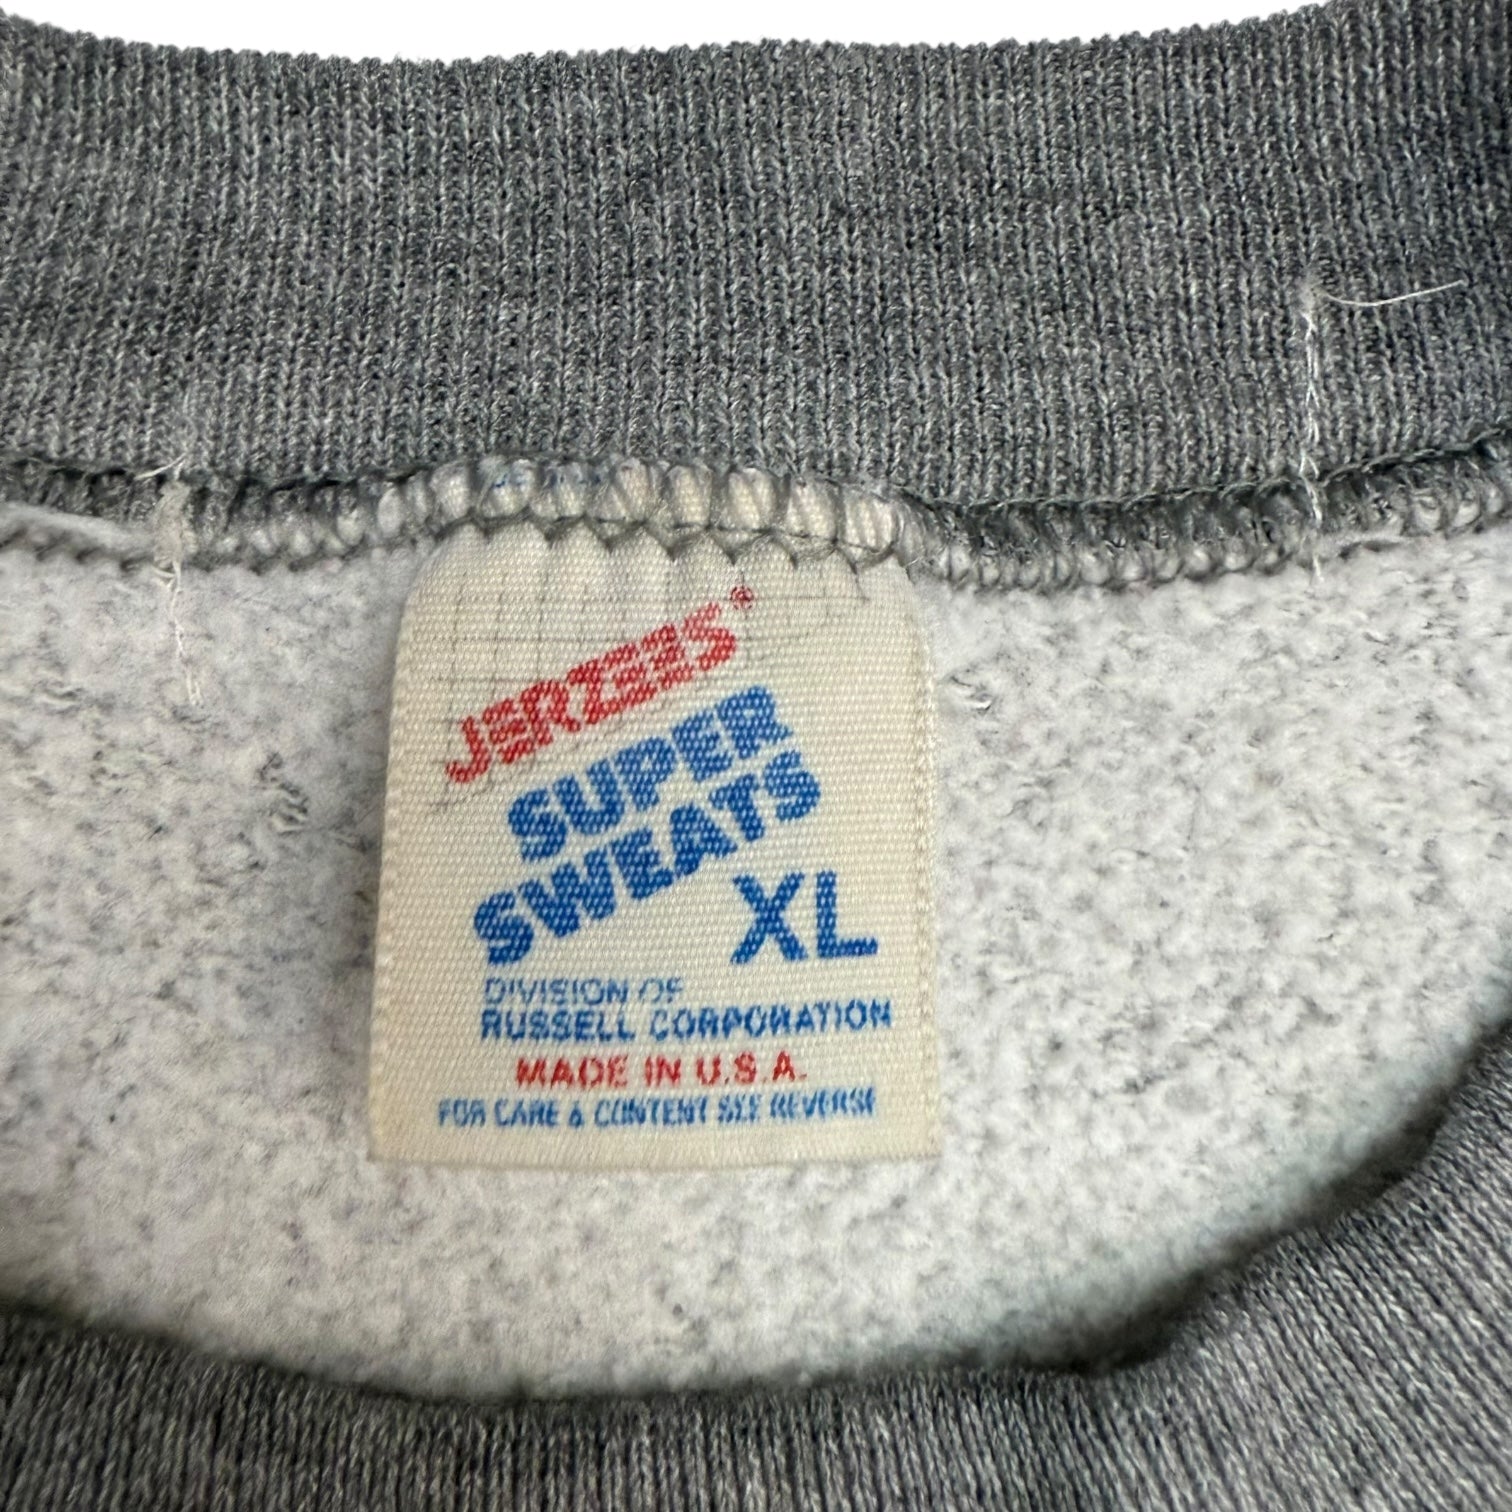 JERZEES®
SUPER
SWEATS
XL
DIVISION OF
RUSSELL CORPORATION
MADE IN U.S.A.
FOR CARE & CONTENT SEE REVERSE